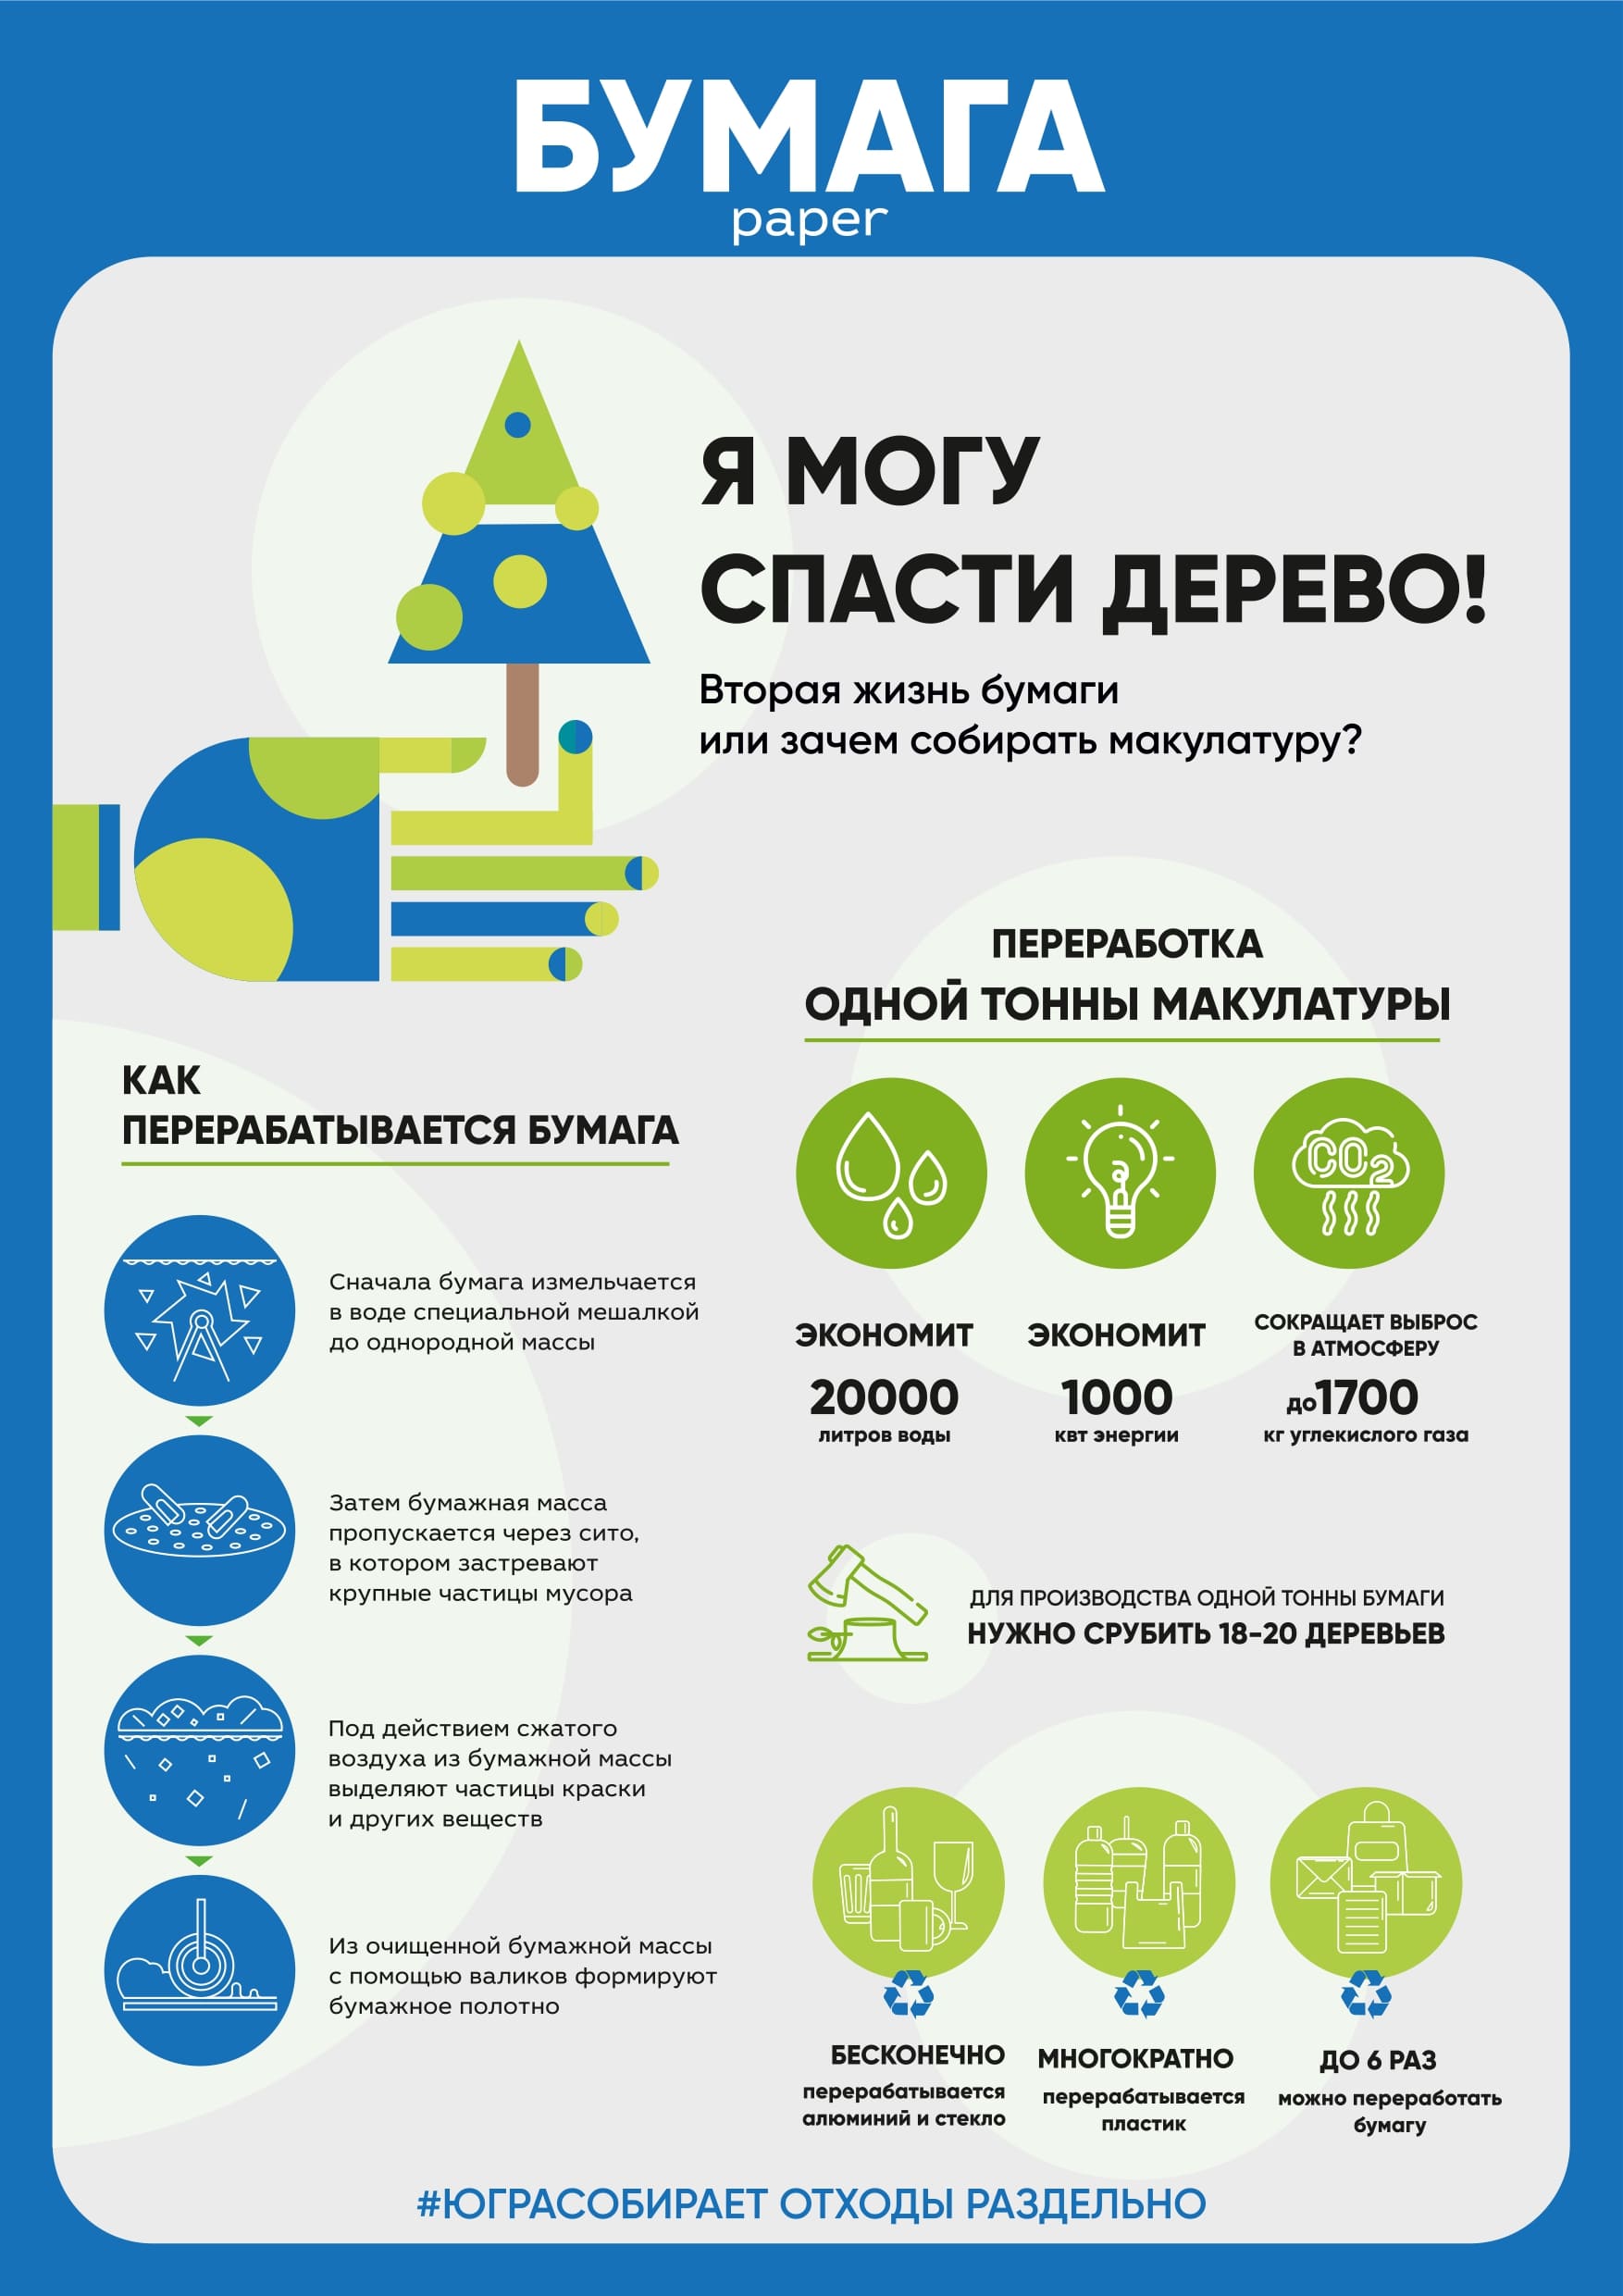 БУМАГА
paper
Я МОГУ
СПАСТИ ДЕРЕВО!
Вторая жизнь бумаги
или зачем собирать макулатуру?
КАК
ПЕРЕРАБАТЫВАЕТСЯ БУМАГА
Сначала бумага измельчается
в воде специальной мешалкой
до однородной массы
Затем бумажная масса
пропускается через сито,
в котором застревают
крупные частицы мусора
Под действием сжатого
воздуха из бумажной массы
выделяют частицы краски
и других веществ
Из очищенной бумажной массы
с помощью валиков формируют
бумажное полотно
ПЕРЕРАБОТКА
ОДНОЙ ТОННЫ МАКУЛАТУРЫ
ЭКОНОМИТ
20000
литров воды
ЭКОНОМИТ
1000
квт энергии
CO2
СОКРАЩАЕТ ВЫБРОС
В АТМОСФЕРУ
до1700
кг углекислого газа
ДЛЯ ПРОИЗВОДСТВА ОДНОЙ ТОННЫ БУМАГИ
НУЖНО СРУБИТЬ 18-20 ДЕРЕВЬЕВ
БЕСКОНЕЧНО
перерабатывается
алюминий и стекло
МНОГОКРАТНО
перерабатывается
пластик
ДО 6 РАЗ
можно переработать
бумагу
#ЮГРАСОБИРАЕТ ОТХОДЫ РАЗДЕЛЬНО